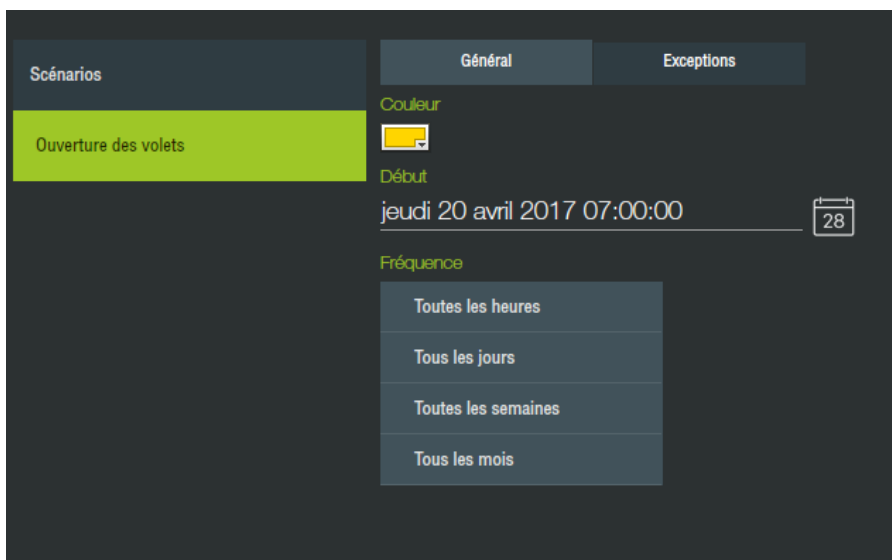 Scénarios
Ouverture des volets
Général
Exceptions
Couleur
Début
jeudi 20 avril 2017 07:00:00
28
Fréquence
Toutes les heures
Tous les jours
Toutes les semaines
Tous les mois